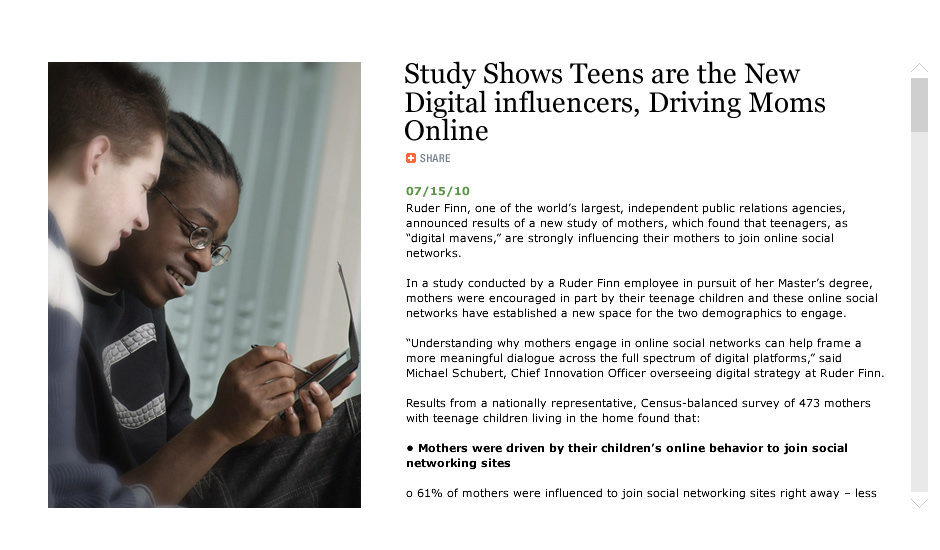 Study Shows Teens are the New
Digital influencers, Driving Moms
Online
SHARE
07/15/10
Ruder Finn, one of the world’s largest, independent public relations agencies,
announced results of a new study of mothers, which found that teenagers, as
“digital mavens,” are strongly influencing their mothers to join online social
networks.
In a study conducted by a Ruder Finn employee in pursuit of her Master’s degree,
mothers were encouraged in part by their teenage children and these online social
networks have established a new space for the two demographics to engage.
“Understanding why mothers engage in online social networks can help frame a
more meaningful dialogue across the full spectrum of digital platforms,” said
Michael Schubert, Chief Innovation Officer overseeing digital strategy at Ruder Finn.
Results from a nationally representative, Census-balanced survey of 473 mothers
with teenage children living in the home found that:
• Mothers were driven by their children’s online behavior to join social
networking sites
o 61% of mothers were influenced to join social networking sites right away – less